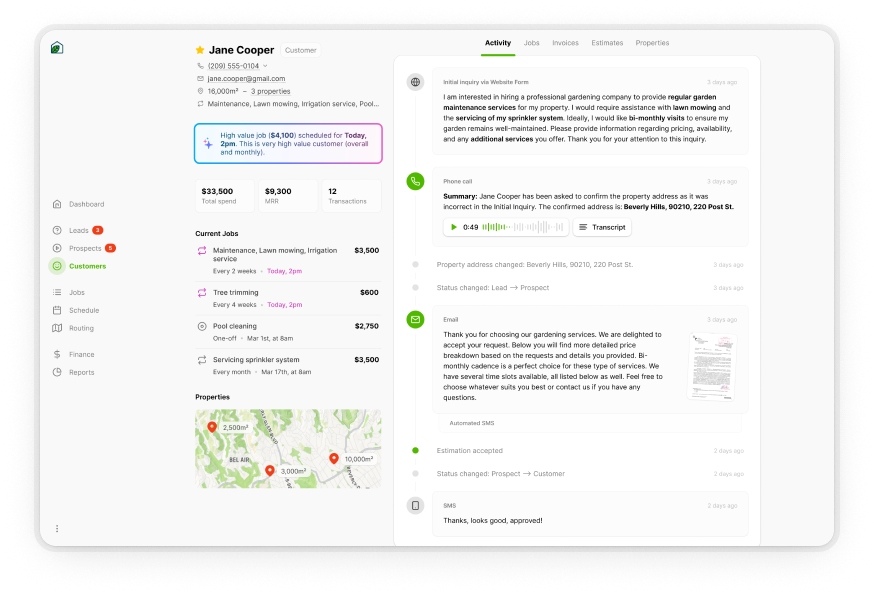 Dashboard
Leads 3
Prospects 5
Customers
Jobs
Schedule
Routing
Finance
Reports
Jane Cooper Customer
(209) 555-0104
jane.cooper@gmail.com
16,000m² – 3 properties
Maintenance, Lawn mowing, Irrigation service, Pool...
High value job ($4,100) scheduled for Today,
2pm. This is very high value customer (overall
and monthly).
$33,500
Total spend
$9,300
MRR
12
Transactions
Current Jobs
Maintenance, Lawn mowing, Irrigation
service
$3,500
Every 2 weeks · Today, 2pm
Tree trimming $600
Every 4 weeks · Today, 2pm
Pool cleaning $2,750
One-off · Mar 1st, at 8am
Servicing sprinkler system $3,500
Every month · Mar 17th, at 8am
Properties
2,500m²
BEL AIR
10,000m²
3,000m²
Activity Jobs Invoices Estimates Properties
Initial inquiry via Website Form 3 days ago
I am interested in hiring a professional gardening company to provide regular garden
maintenance services for my property. I would require assistance with lawn mowing and
the servicing of my sprinkler system. Ideally, I would like bi-monthly visits to ensure my
garden remains well-maintained. Please provide information regarding pricing, availability,
and any additional services you offer. Thank you for your attention to this inquiry.
Phone call 3 days ago
Summary: Jane Cooper has been asked to confirm the property address as it was
incorrect in the Initial Inquiry. The confirmed address is: Beverly Hills, 90210, 220 Post St.
0:49 Transcript
Property address changed: Beverly Hills, 90210, 220 Post St. 3 days ago
Status changed: Lead → Prospect 3 days ago
Email 3 days ago
Thank you for choosing our gardening services. We are delighted to
accept your request. Below you will find more detailed price
breakdown based on the requests and details you provided. Bi-
monthly cadence is a perfect choice for these type of services. We
have several time slots available, all listed below as well. Feel free to
choose whatever suits you best or contact us if you have any
questions.
Automated SMS
Estimation accepted 2 days ago
Status changed: Prospect → Customer 2 days ago
SMS 2 days ago
Thanks, looks good, approved!